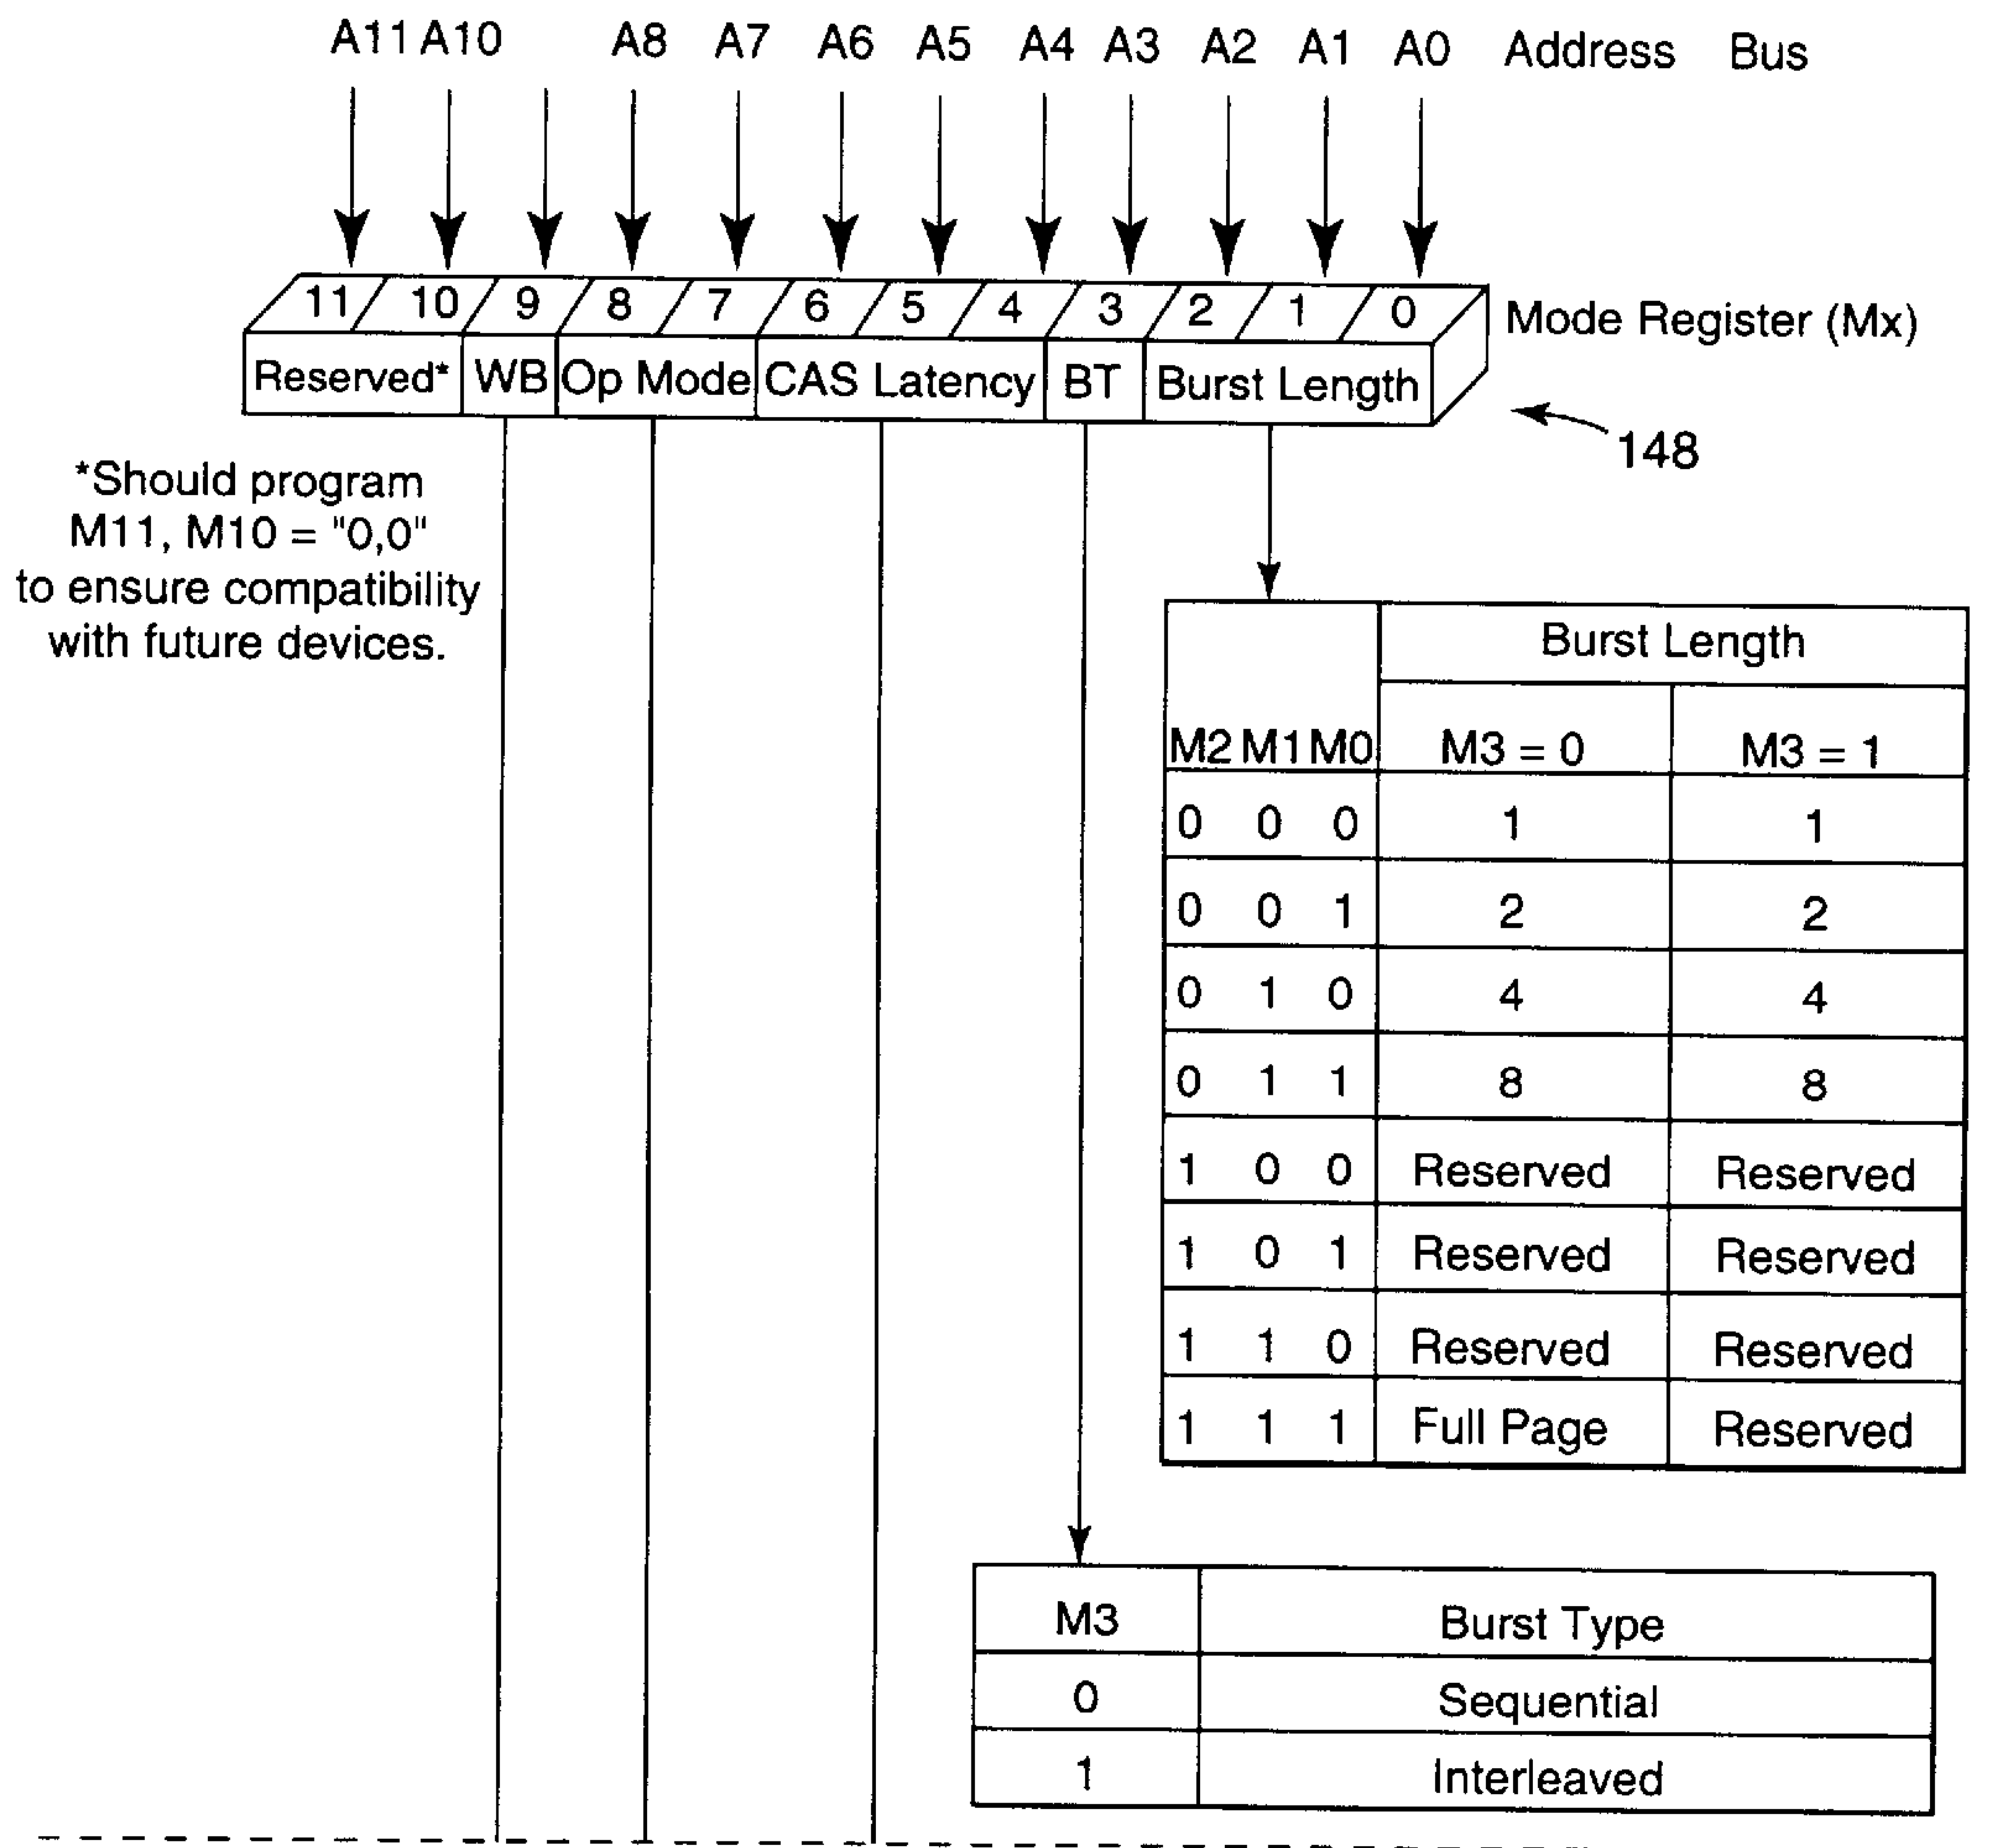 A11 A10 A8 A7 A6 A5 A4 A3 A2 A1 A0 Address Bus
11 10 9 8 7 6 5 4 3 2 1 0 Mode Register (Mx)
Reserved* WB Op Mode CAS Latency BT Burst Length
148
*Should program
M11, M10 = "0,0"
to ensure compatibility
with future devices.
Burst Length
M2 M1 M0 M3 = 0 M3 = 1
0 0 0 1 1
0 0 1 2 2
0 1 0 4 4
0 1 1 8 8
1 0 0 Reserved Reserved
1 0 1 Reserved Reserved
1 1 0 Reserved Reserved
1 1 1 Full Page Reserved
M3 Burst Type
0 Sequential
1 Interleaved